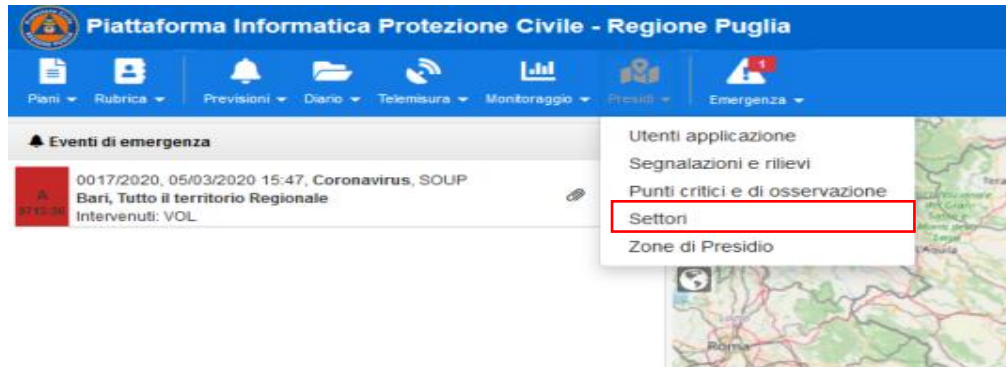 Piattaforma Informatica Protezione Civile - Regione Puglia
Piani Rubrica Previsioni Diario Telemisura Monitoraggio Presidi Emergenza
1
Eventi di emergenza
0017/2020, 05/03/2020 15:47, Coronavirus, SOUP
A
Bari, Tutto il territorio Regionale
Intervenuti: VOL
Utenti applicazione
Segnalazioni e rilievi
Punti critici e di osservazione
Settori
Zone di Presidio
L'Aquila
Roma